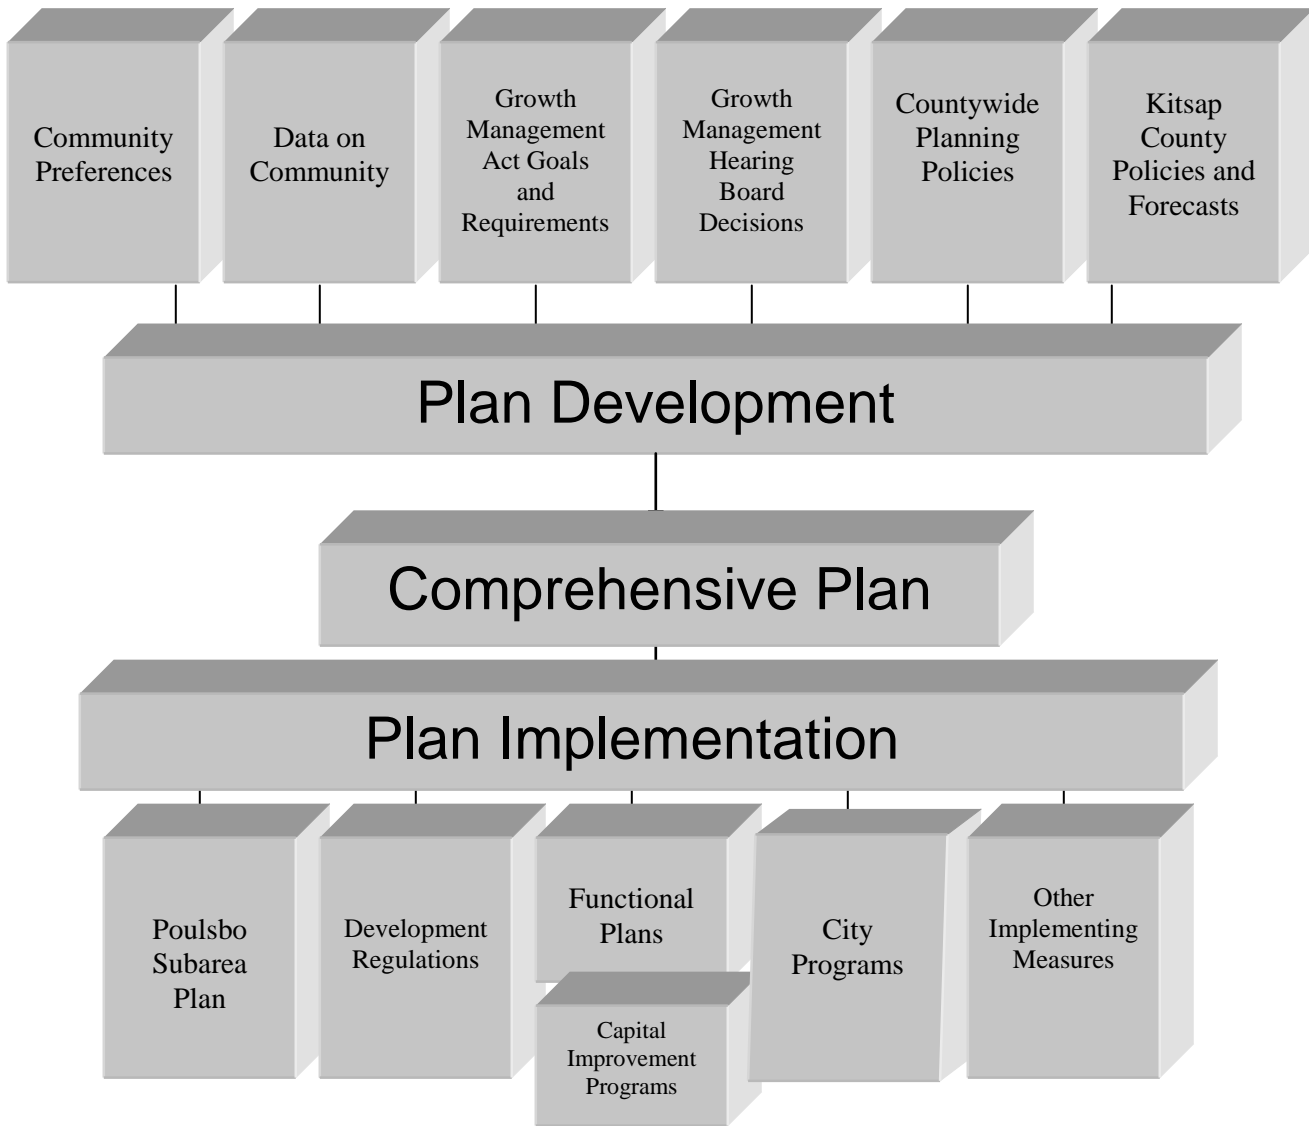 Community
Preferences
Data on
Community
Growth
Management
Act Goals
and
Requirements
Growth
Management
Hearing
Board
Decisions
Countywide
Planning
Policies
Kitsap
County
Policies and
Forecasts
Plan Development
Comprehensive Plan
Plan Implementation
Poulsbo
Subarea
Plan
Development
Regulations
Functional
Plans
Capital
Improvement
Programs
City
Programs
Other
Implementing
Measures